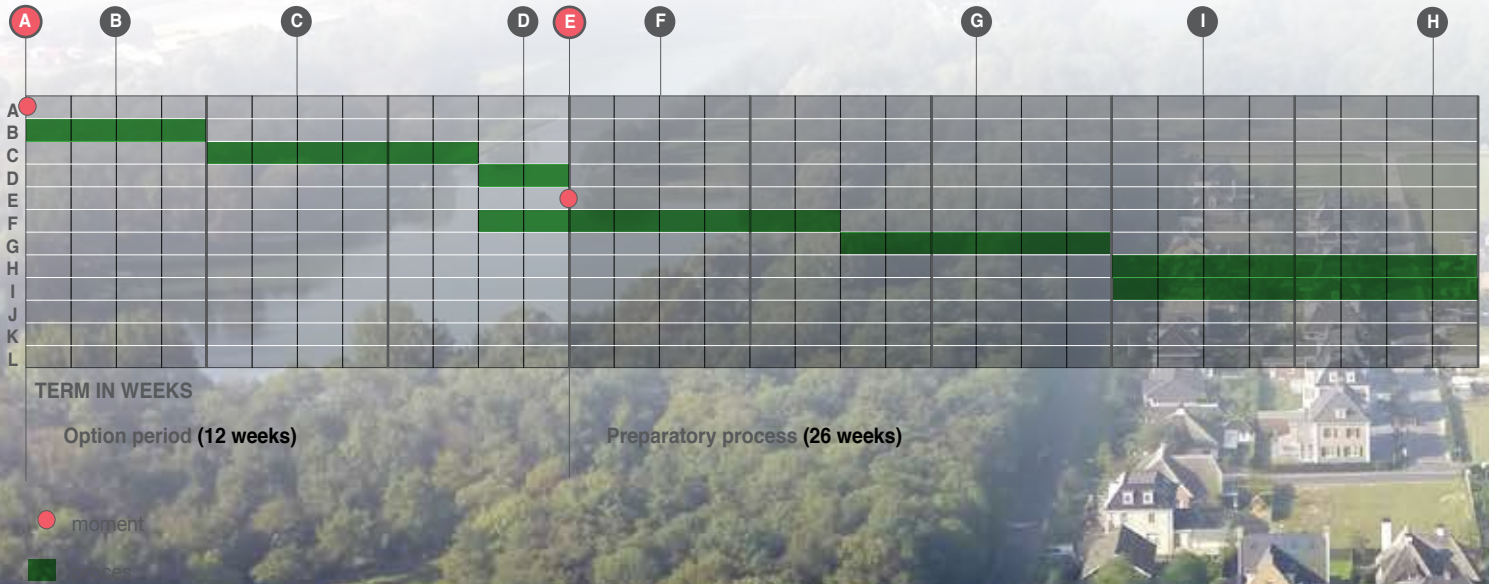 A B C D E F G I H
A
B
C
D
E
F
G
H
I
J
K
L
TERM IN WEEKS
Option period (12 weeks) Preparatory process (26 weeks)
moment